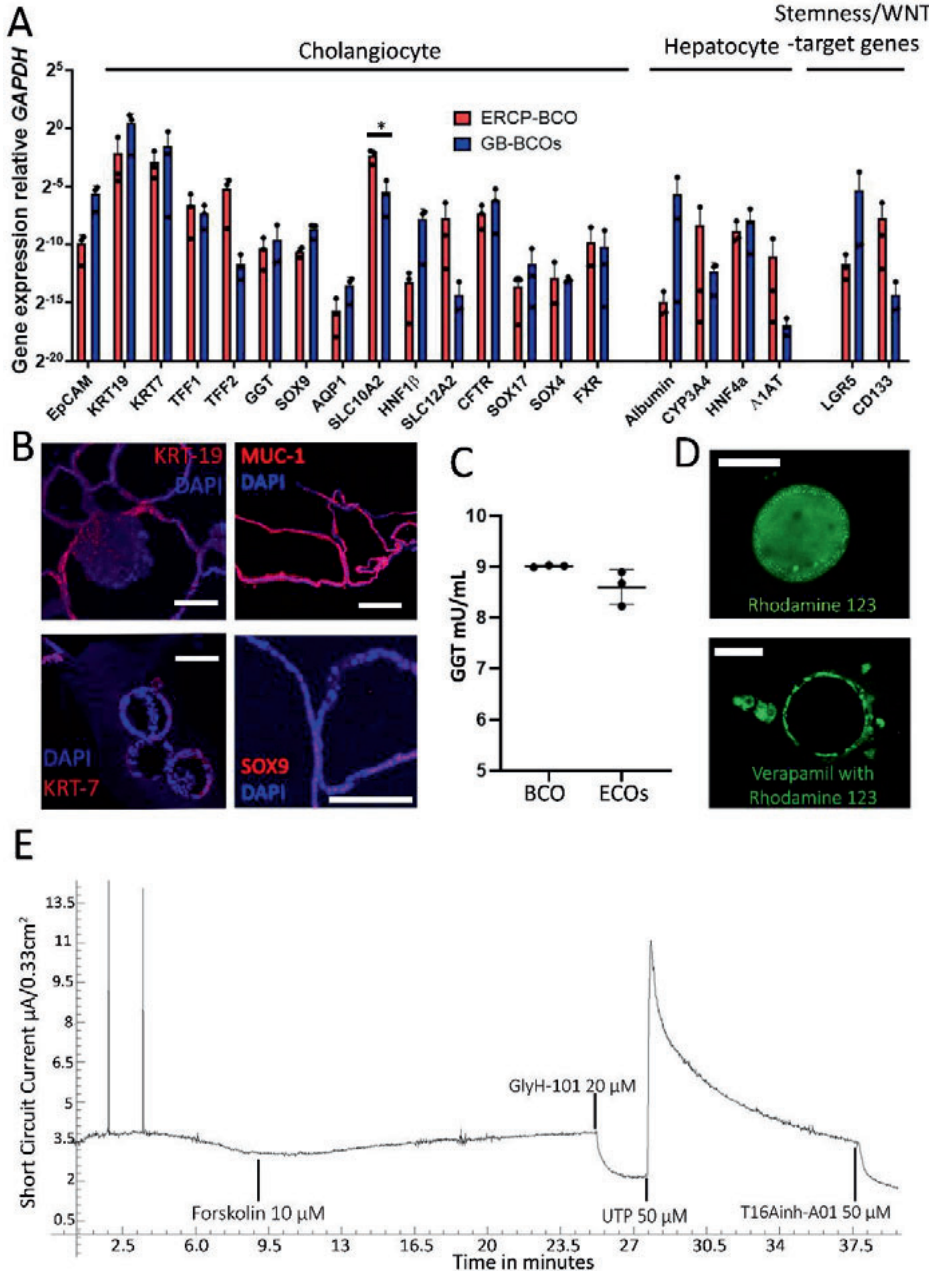 A
Stemness/WNT
Cholangiocyte
Hepatocyte
-target genes
Gene expression relative GAPDH
2^5
2^0
2^-5
2^-10
2^-15
2^-20
ERCP-BCO
GB-BCOs
*
EpCAM
KRT19
KRT7
TFF1
TFF2
GGT
SOX9
AQP1
SLC10A2
HNF1β
SLC12A2
CFTR
SOX17
SOX4
FXR
Albumin
CYP3A4
HNF4a
Λ1AT
LGR5
CD133
B
KRT-19
DAPI
MUC-1
DAPI
DAPI
KRT-7
SOX9
DAPI
C
GGT mU/mL
10
9
8
7
6
5
BCO
ECOs
D
Rhodamine 123
Verapamil with
Rhodamine 123
E
Short Circuit Current µA/0.33cm²
13.5
11
9.5
8
6.5
5
3.5
2
0.5
Forskolin 10 µM
GlyH-101 20 µM
UTP 50 µM
T16Ainh-A01 50 µM
2.5
6.0
9.5
13
16.5
20
23.5
27
30.5
34
37.5
Time in minutes